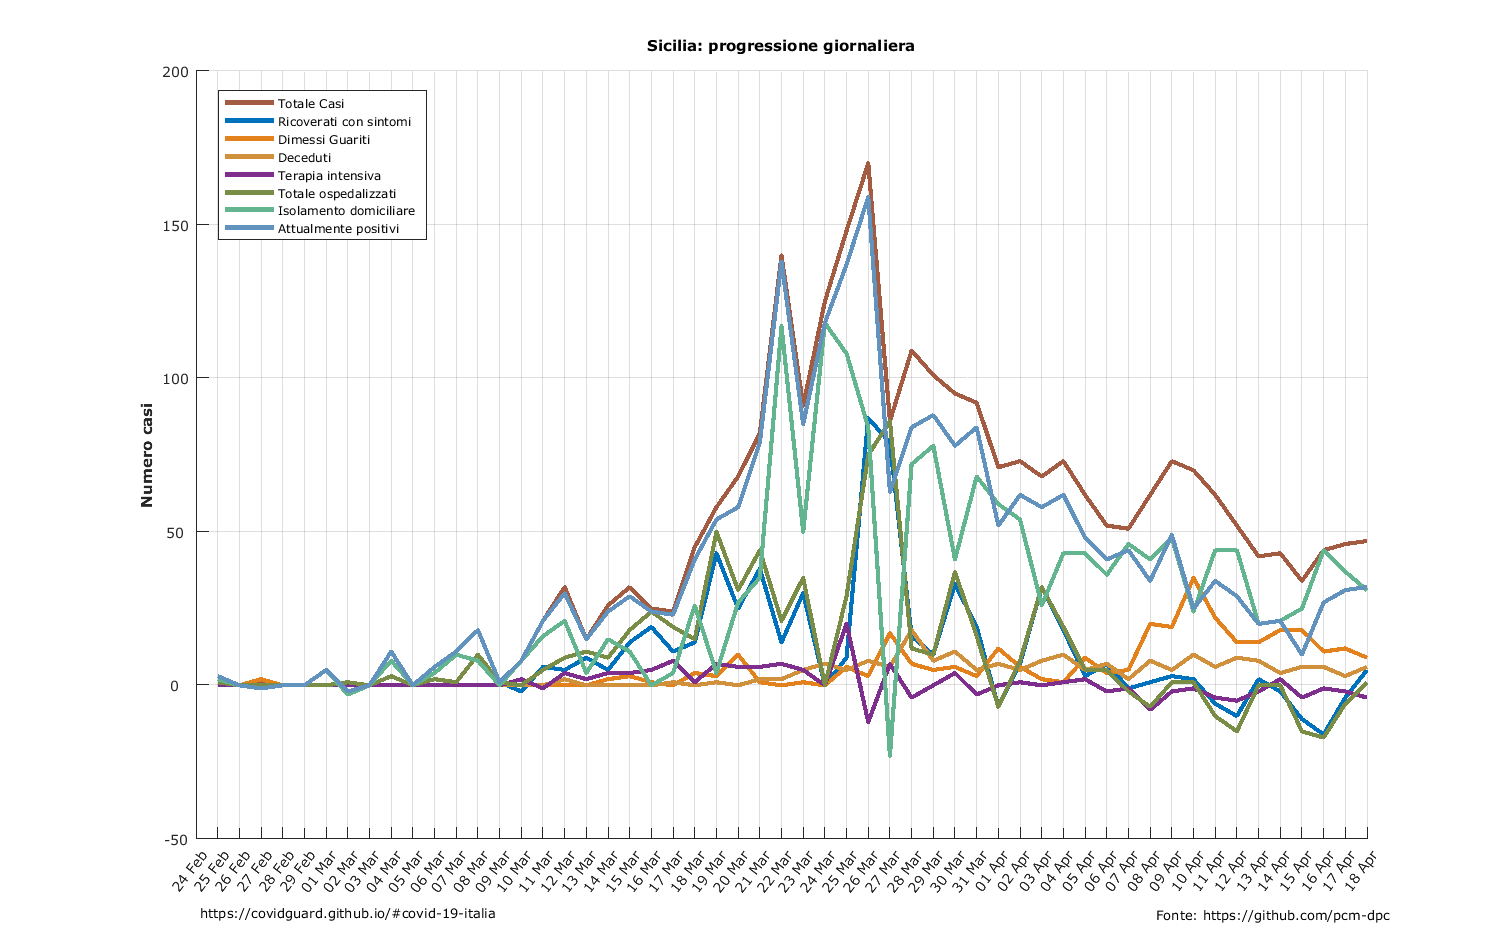 Sicilia: progressione giornaliera
200
150
100
50
0
-50
Numero casi
Totale Casi
Ricoverati con sintomi
Dimessi Guariti
Deceduti
Terapia intensiva
Totale ospedalizzati
Isolamento domiciliare
Attualmente positivi
24 Feb
25 Feb
26 Feb
27 Feb
28 Feb
29 Feb
01 Mar
02 Mar
03 Mar
04 Mar
05 Mar
06 Mar
07 Mar
08 Mar
09 Mar
10 Mar
11 Mar
12 Mar
13 Mar
14 Mar
15 Mar
16 Mar
17 Mar
18 Mar
19 Mar
20 Mar
21 Mar
22 Mar
23 Mar
24 Mar
25 Mar
26 Mar
27 Mar
28 Mar
29 Mar
30 Mar
31 Mar
01 Apr
02 Apr
03 Apr
04 Apr
05 Apr
06 Apr
07 Apr
08 Apr
09 Apr
10 Apr
11 Apr
12 Apr
13 Apr
14 Apr
15 Apr
16 Apr
17 Apr
18 Apr
https://covidguard.github.io/#covid-19-italia
Fonte: https://github.com/pcm-dpc